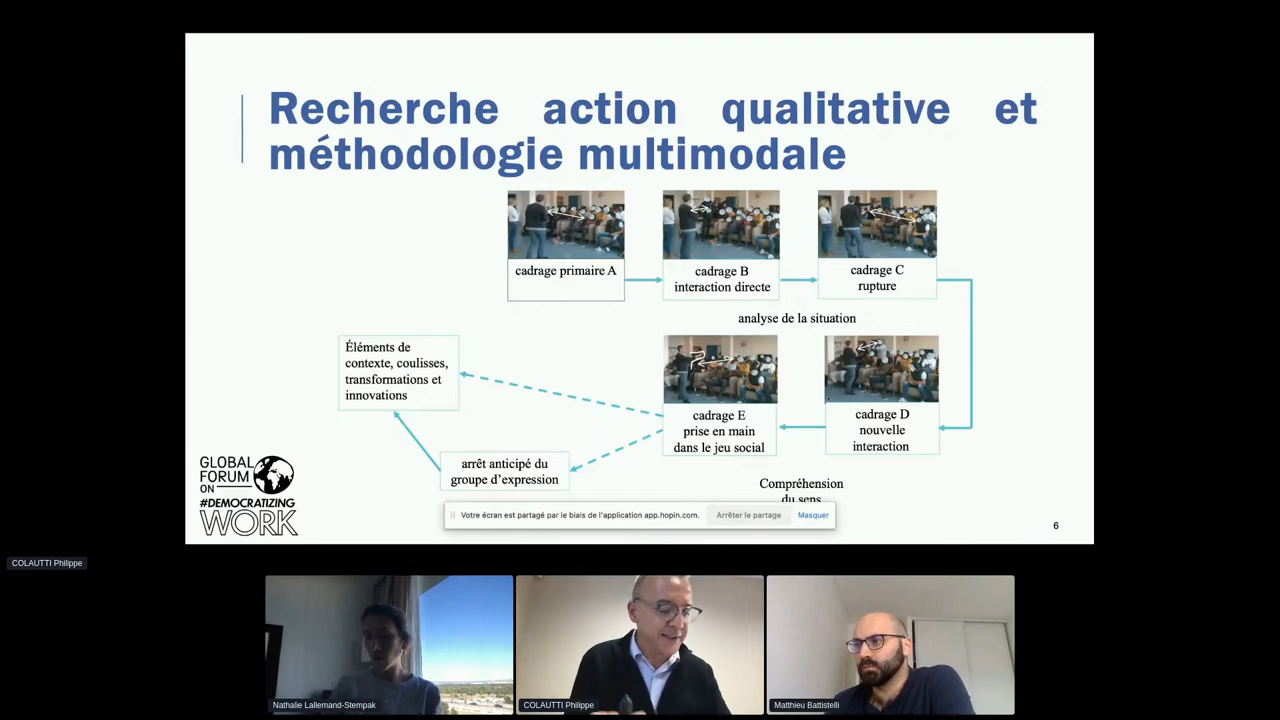 Recherche action qualitative et
méthodologie multimodale
cadrage primaire A
cadrage B
interaction directe
cadrage C
rupture
analyse de la situation
Éléments de
contexte, coulisses,
transformations et
innovations
cadrage E
prise en main
dans le jeu social
cadrage D
nouvelle
interaction
arrêt anticipé du
groupe d'expression
Compréhension
du sens
GLOBAL
FORUM
ON
#DEMOCRATIZING
WORK
Votre écran est partagé par le biais de l'application app.hopin.com.
Arrêter le partage
Masquer
6
COLAUTTI Philippe
Nathalie Lallemand-Stempak
COLAUTTI Philippe
Matthieu Battistelli